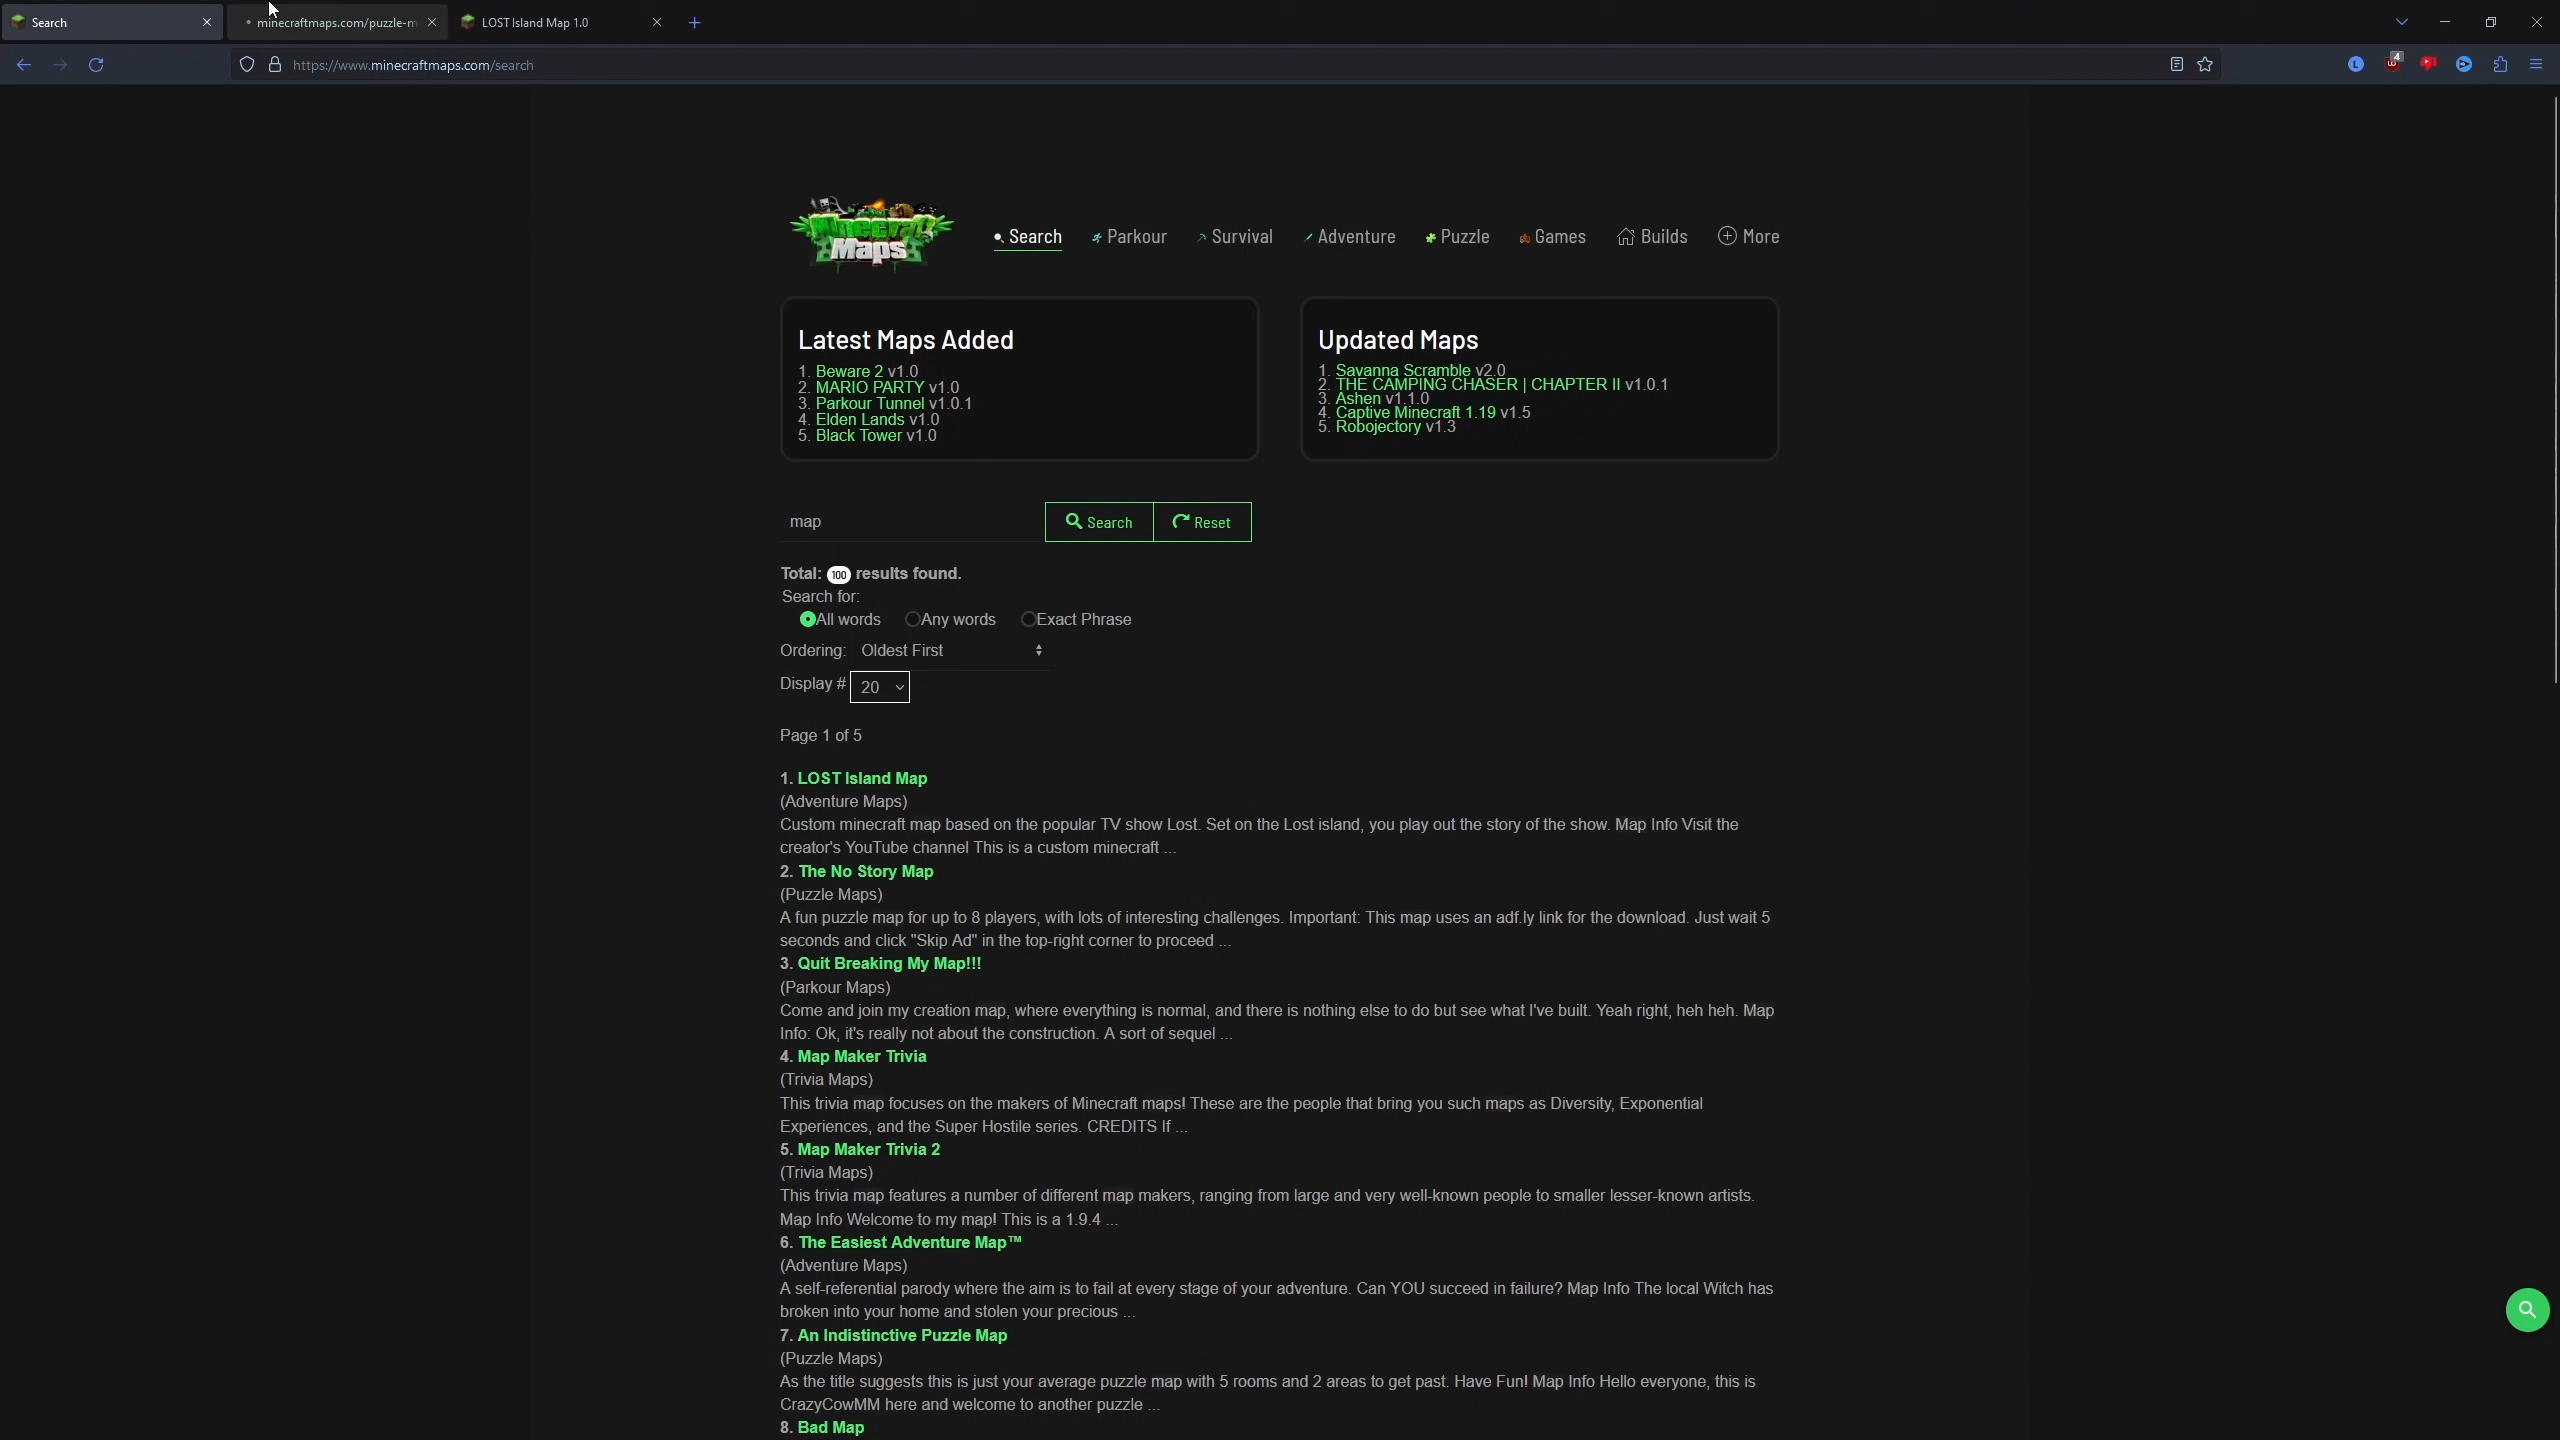 Search
minecraftmaps.com/puzzle-m
LOST Island Map 1.0
https://www.minecraftmaps.com/search
L
4
Minecraft
Maps
Search
Parkour
Survival
Adventure
Puzzle
Games
Builds
More
Latest Maps Added
1. Beware 2 v1.0
2. MARIO PARTY v1.0
3. Parkour Tunnel v1.0.1
4. Elden Lands v1.0
5. Black Tower v1.0
Updated Maps
1. Savanna Scramble v2.0
2. THE CAMPING CHASER | CHAPTER II v1.0.1
3. Ashen v1.1.0
4. Captive Minecraft 1.19 v1.5
5. Robojectory v1.3
map
Search
Reset
Total: 100 results found.
Search for:
All words Any words Exact Phrase
Ordering: Oldest First
Display # 20
Page 1 of 5
1. LOST Island Map
(Adventure Maps)
Custom minecraft map based on the popular TV show Lost. Set on the Lost island, you play out the story of the show. Map Info Visit the
creator's YouTube channel This is a custom minecraft ...
2. The No Story Map
(Puzzle Maps)
A fun puzzle map for up to 8 players, with lots of interesting challenges. Important: This map uses an adf.ly link for the download. Just wait 5
seconds and click "Skip Ad" in the top-right corner to proceed ...
3. Quit Breaking My Map!!!
(Parkour Maps)
Come and join my creation map, where everything is normal, and there is nothing else to do but see what I've built. Yeah right, heh heh. Map
Info: Ok, it's really not about the construction. A sort of sequel ...
4. Map Maker Trivia
(Trivia Maps)
This trivia map focuses on the makers of Minecraft maps! These are the people that bring you such maps as Diversity, Exponential
Experiences, and the Super Hostile series. CREDITS If ...
5. Map Maker Trivia 2
(Trivia Maps)
This trivia map features a number of different map makers, ranging from large and very well-known people to smaller lesser-known artists.
Map Info Welcome to my map! This is a 1.9.4 ...
6. The Easiest Adventure Map™
(Adventure Maps)
A self-referential parody where the aim is to fail at every stage of your adventure. Can YOU succeed in failure? Map Info The local Witch has
broken into your home and stolen your precious ...
7. An Indistinctive Puzzle Map
(Puzzle Maps)
As the title suggests this is just your average puzzle map with 5 rooms and 2 areas to get past. Have Fun! Map Info Hello everyone, this is
CrazyCowMM here and welcome to another puzzle ...
8. Bad Map